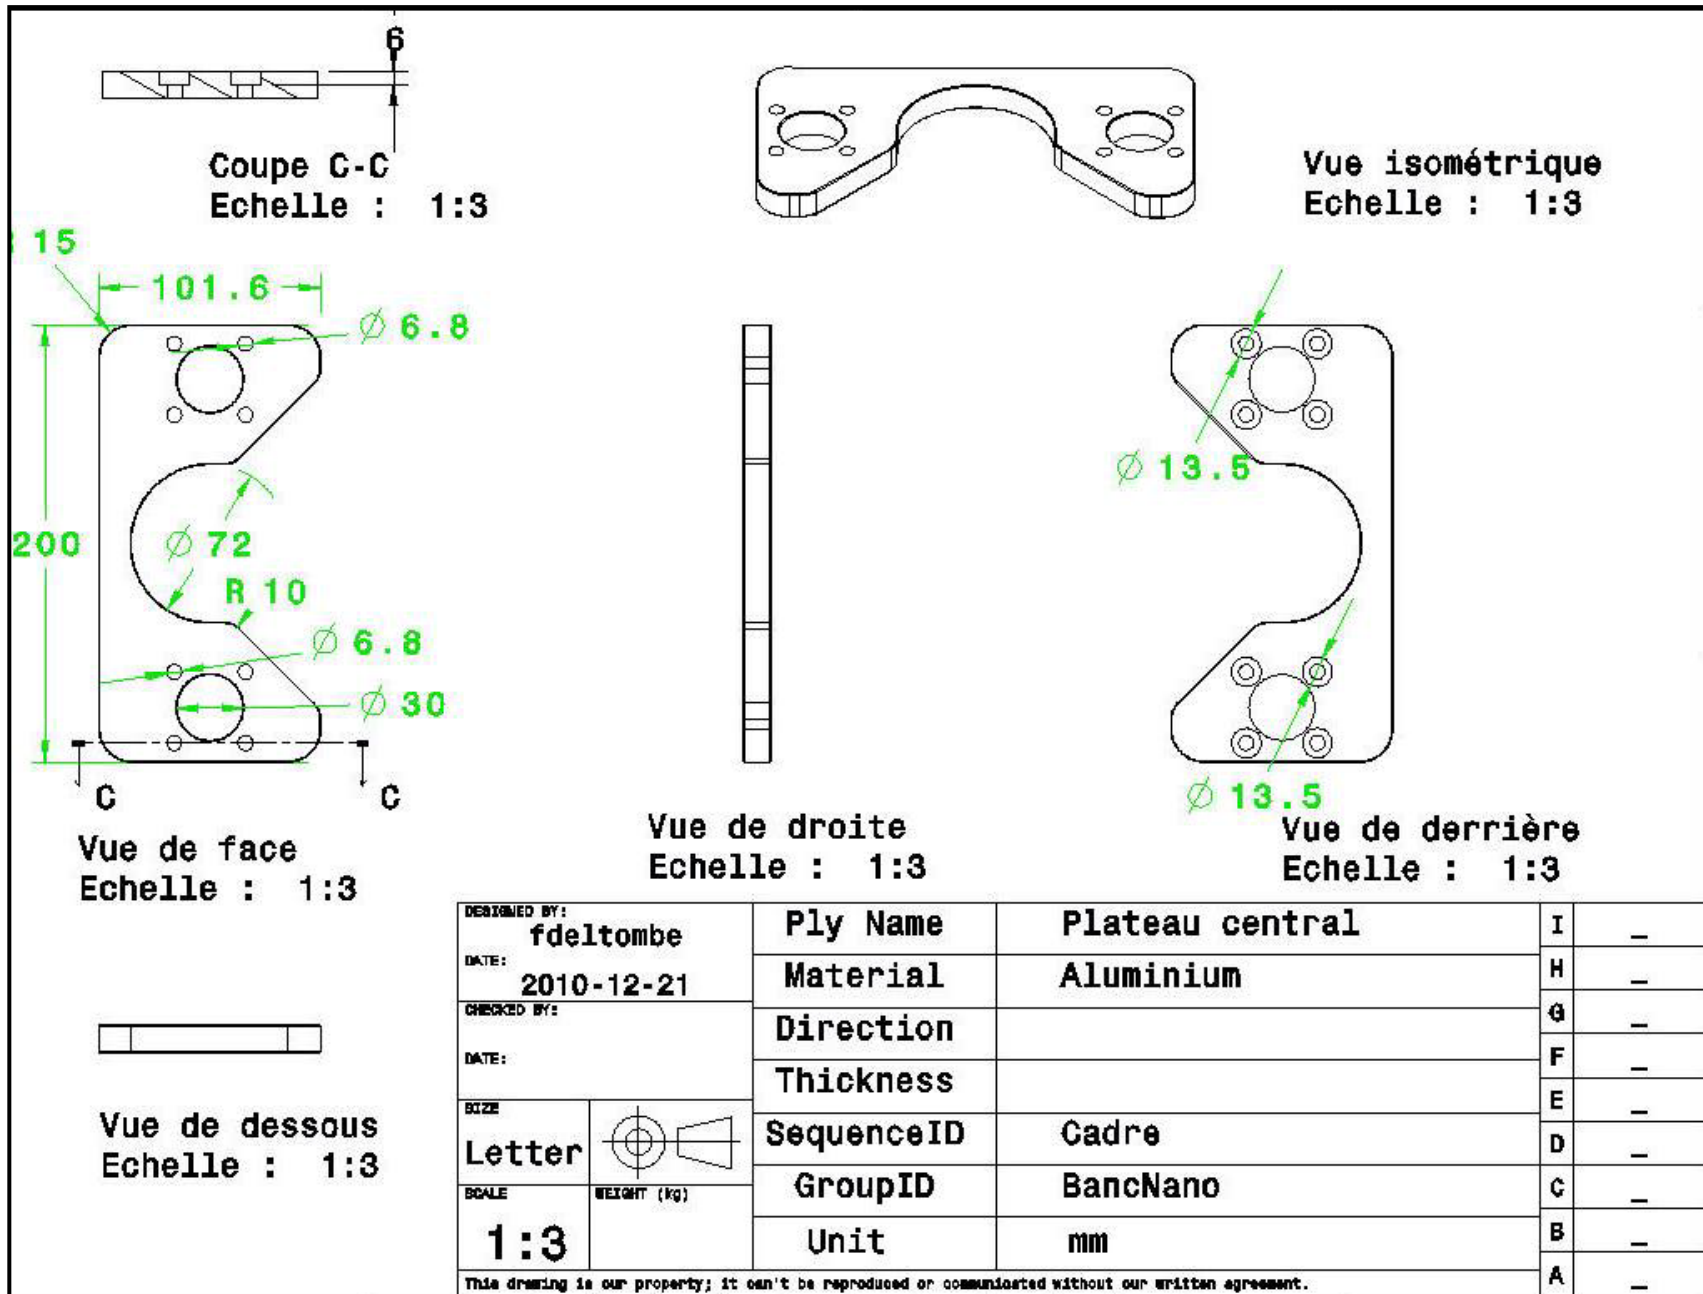 6
Coupe C-C
Echelle : 1:3
Vue isométrique
Echelle : 1:3
15
101.6
Ø 6.8
Ø 13.5
200
Ø 72
R 10
Ø 6.8
Ø 30
C C
Ø 13.5
Vue de face
Echelle : 1:3
Vue de droite
Echelle : 1:3
Vue de derrière
Echelle : 1:3
Vue de dessous
Echelle : 1:3
DESIGNED BY:
fdeltombe
DATE:
2010-12-21
CHECKED BY:
DATE:
SIZE
Letter
SCALE
1:3
WEIGHT (kg)
Ply Name Plateau central
Material Aluminium
Direction
Thickness
SequenceID Cadre
GroupID BancNano
Unit mm
I _
H _
G _
F _
E _
D _
C _
B _
A _
This drawing is our property; it can't be reproduced or communicated without our written agreement.